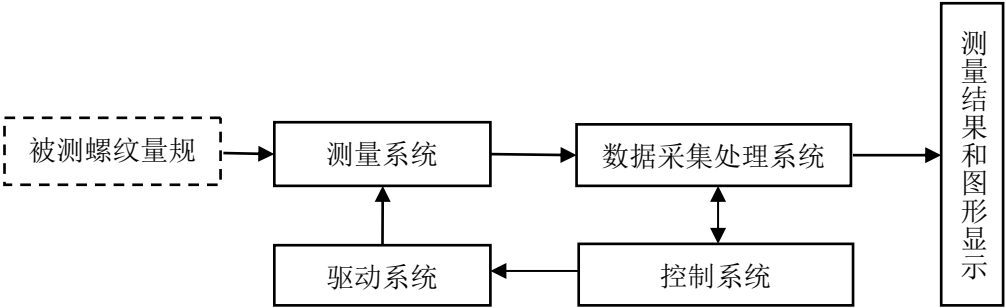 被测螺纹量规
测量系统
数据采集处理系统
测量结果和图形显示
驱动系统
控制系统